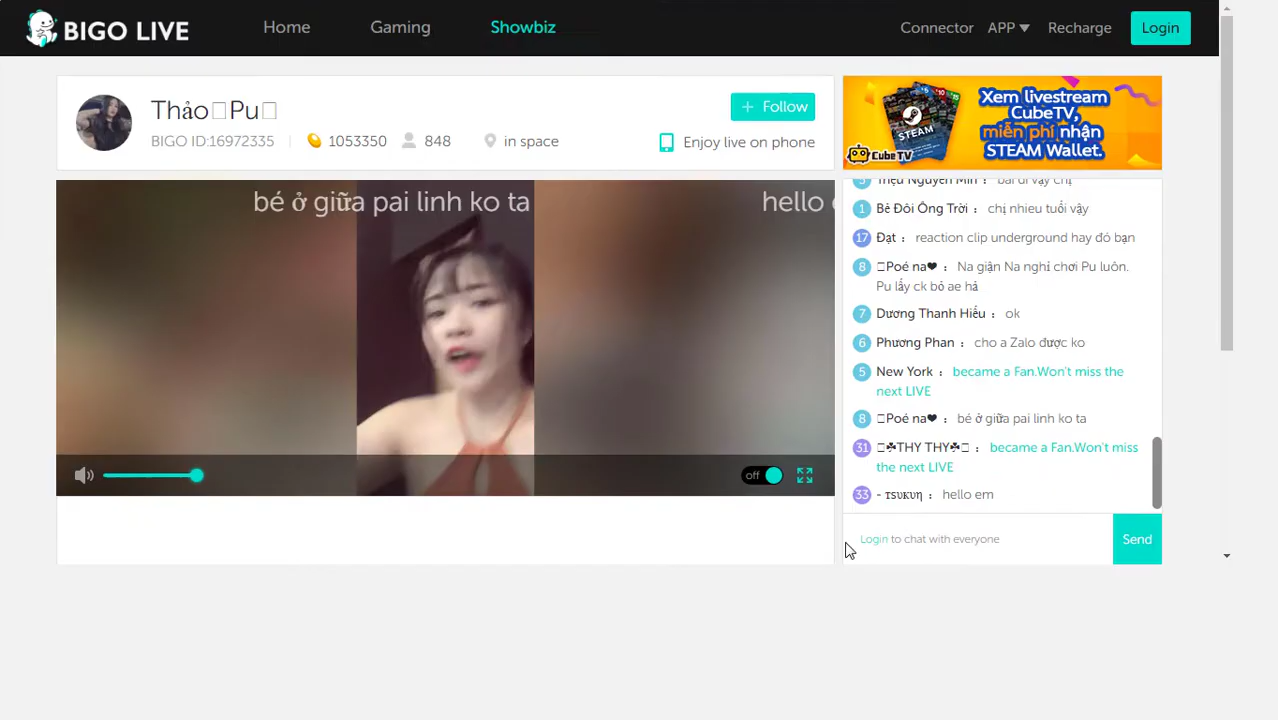 BIGO LIVE
Home
Gaming
Showbiz
Connector
APP
Recharge
Login
Thảo Pu
BIGO ID:16972335
1053350
848
in space
+ Follow
Enjoy live on phone
bé ở giữa pai linh ko ta
hello
off
STEAM
CubeTV
Xem livestream
CubeTV,
miễn phí nhận
STEAM Wallet.
1 Bé Đôi Ông Trời : chị nhieu tuổi vậy
17 Đạt : reaction clip underground hay đó bạn
8 Poé na❤ : Na giận Na nghỉ chơi Pu luôn.
Pu lấy ck bỏ ae hả
7 Dương Thanh Hiếu : ok
6 Phương Phan : cho a Zalo được ko
5 New York : became a Fan.Won't miss the
next LIVE
8 Poé na❤ : bé ở giữa pai linh ko ta
31 ☘THY THY☘ : became a Fan.Won't miss
the next LIVE
33 - тѕυκυη : hello em
Login to chat with everyone
Send